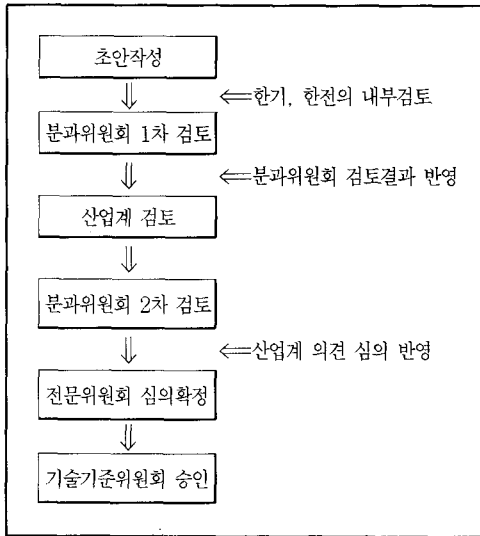 초안작성
⇐한기, 한전의 내부검토
분과위원회 1차 검토
⇐분과위원회 검토결과 반영
산업계 검토
분과위원회 2차 검토
⇐산업계 의견 심의 반영
전문위원회 심의확정
기술기준위원회 승인